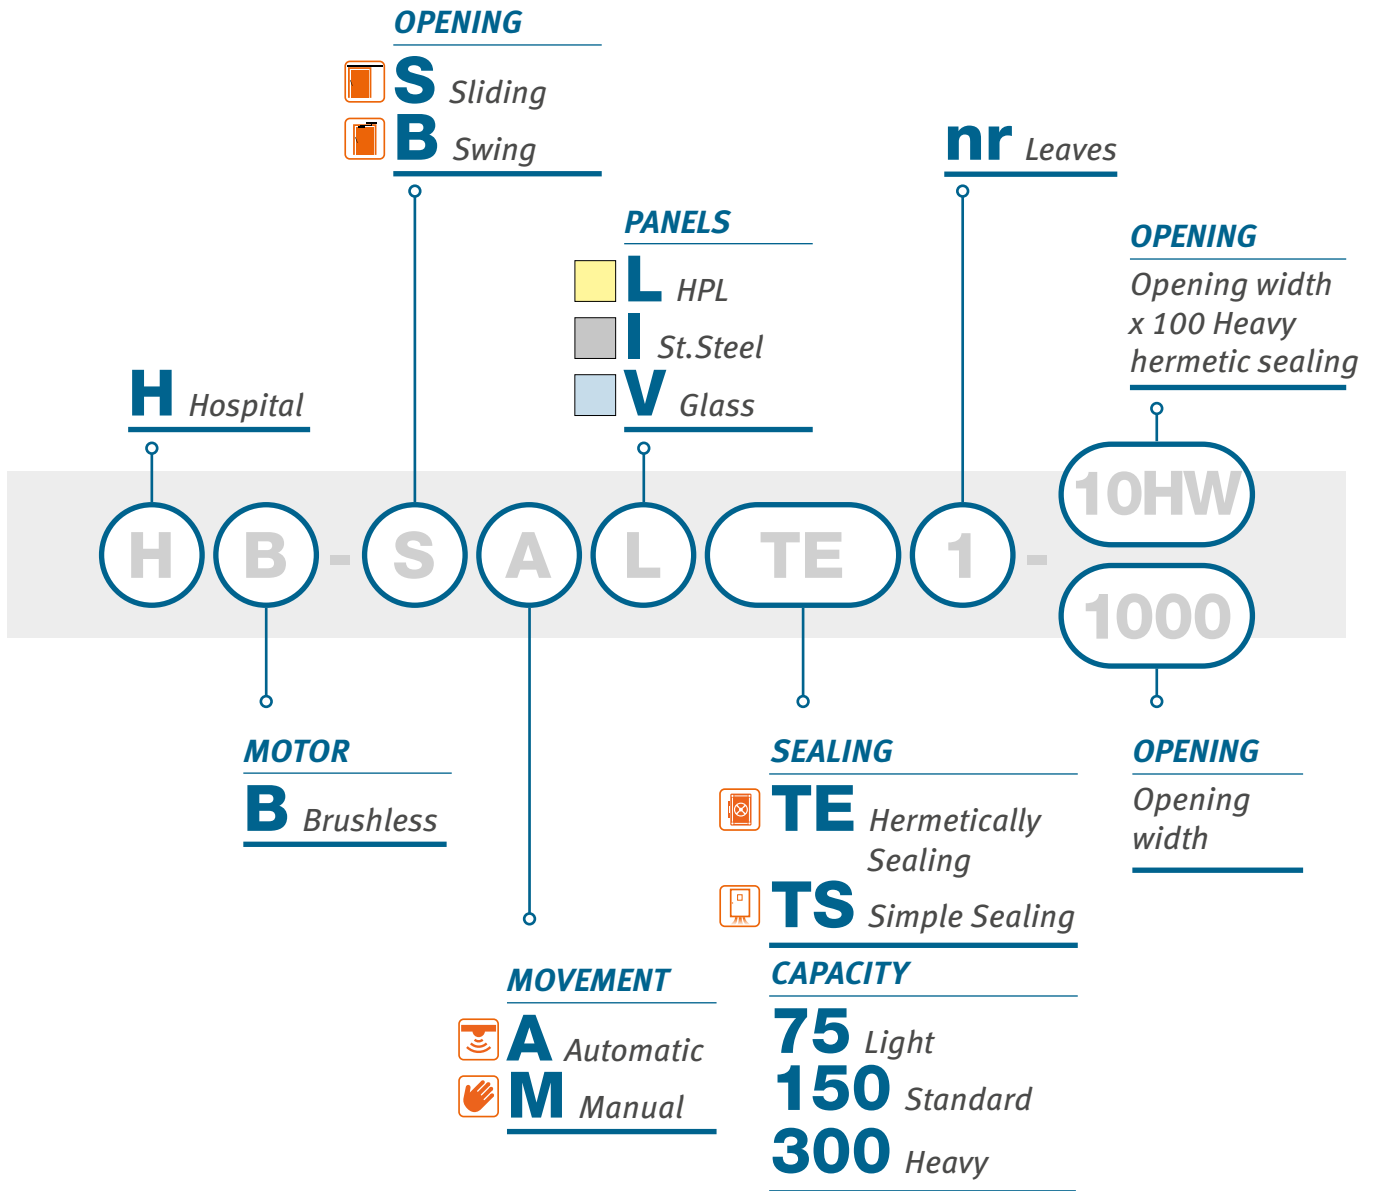 OPENING
S Sliding
B Swing
nr Leaves
PANELS
L HPL
I St.Steel
V Glass
OPENING
Opening width
x 100 Heavy
hermetic sealing
H Hospital
10HW
H B - S A L TE 1 -
1000
MOTOR
B Brushless
SEALING
TE Hermetically
Sealing
TS Simple Sealing
OPENING
Opening
width
MOVEMENT
A Automatic
M Manual
CAPACITY
75 Light
150 Standard
300 Heavy